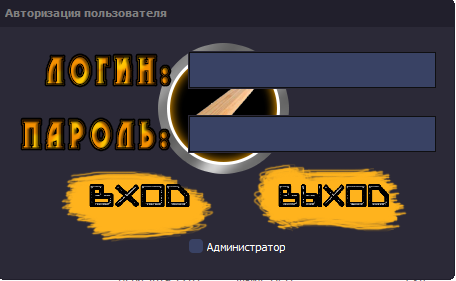 Авторизация пользователя
ЛОГИН:
ПАРОЛЬ:
ВХОД ВЫХОД
Администратор